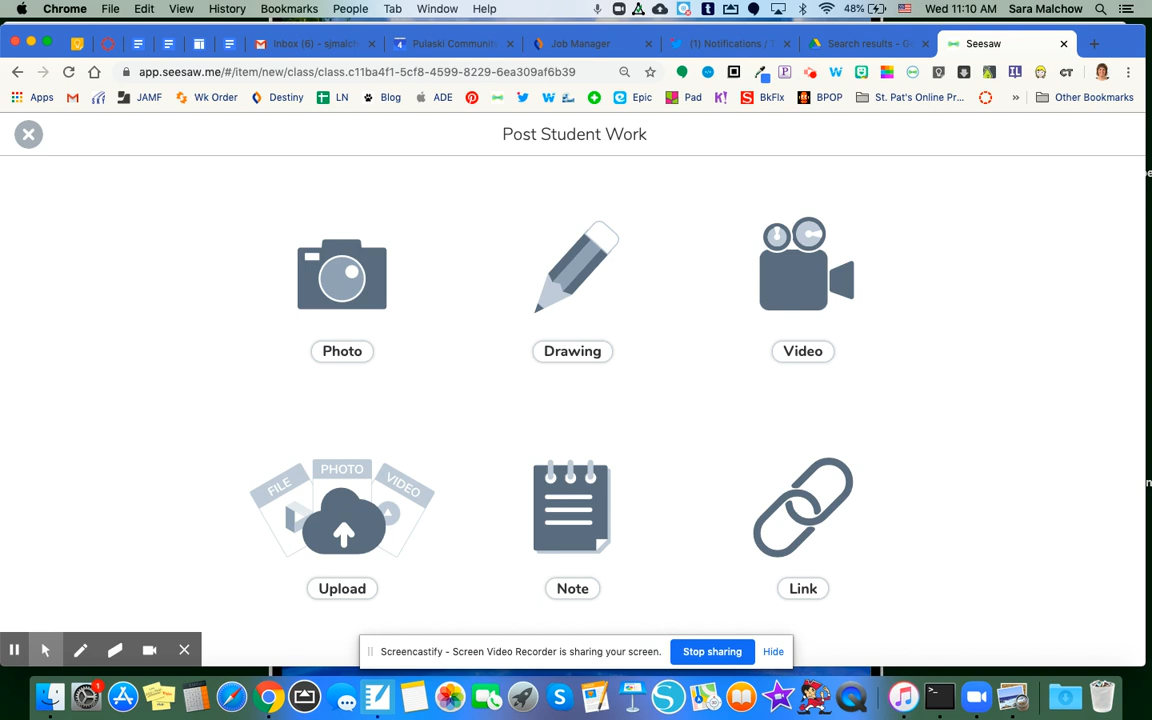 Chrome File Edit View History Bookmarks People Tab Window Help 48% Wed 11:10 AM Sara Malchow
Inbox (6) - sjmalch Pulaski Communit Job Manager (1) Notifications / Search results - Go Seesaw
app.seesaw.me/#/item/new/class/class.c11ba4f1-5cf8-4599-8229-6ea309af6b39
Apps JAMF Wk Order Destiny LN Blog ADE Epic Pad BkFlx BPOP St. Pat's Online Pr... » Other Bookmarks
Post Student Work
Photo Drawing Video
FILE PHOTO VIDEO
Upload Note Link
Screencastify - Screen Video Recorder is sharing your screen. Stop sharing Hide